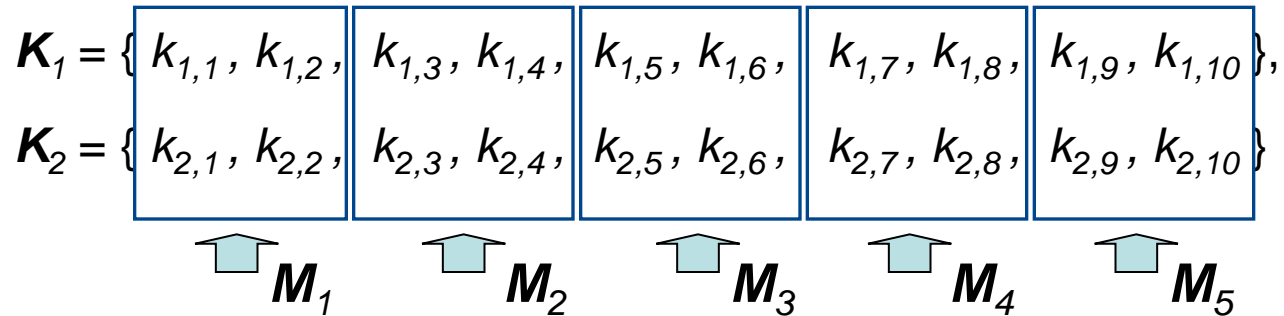 K₁ = { k₁,₁ , k₁,₂ , k₁,₃ , k₁,₄ , k₁,₅ , k₁,₆ , k₁,₇ , k₁,₈ , k₁,₉ , k₁,₁₀ },
K₂ = { k₂,₁ , k₂,₂ , k₂,₃ , k₂,₄ , k₂,₅ , k₂,₆ , k₂,₇ , k₂,₈ , k₂,₉ , k₂,₁₀ }
M₁ M₂ M₃ M₄ M₅